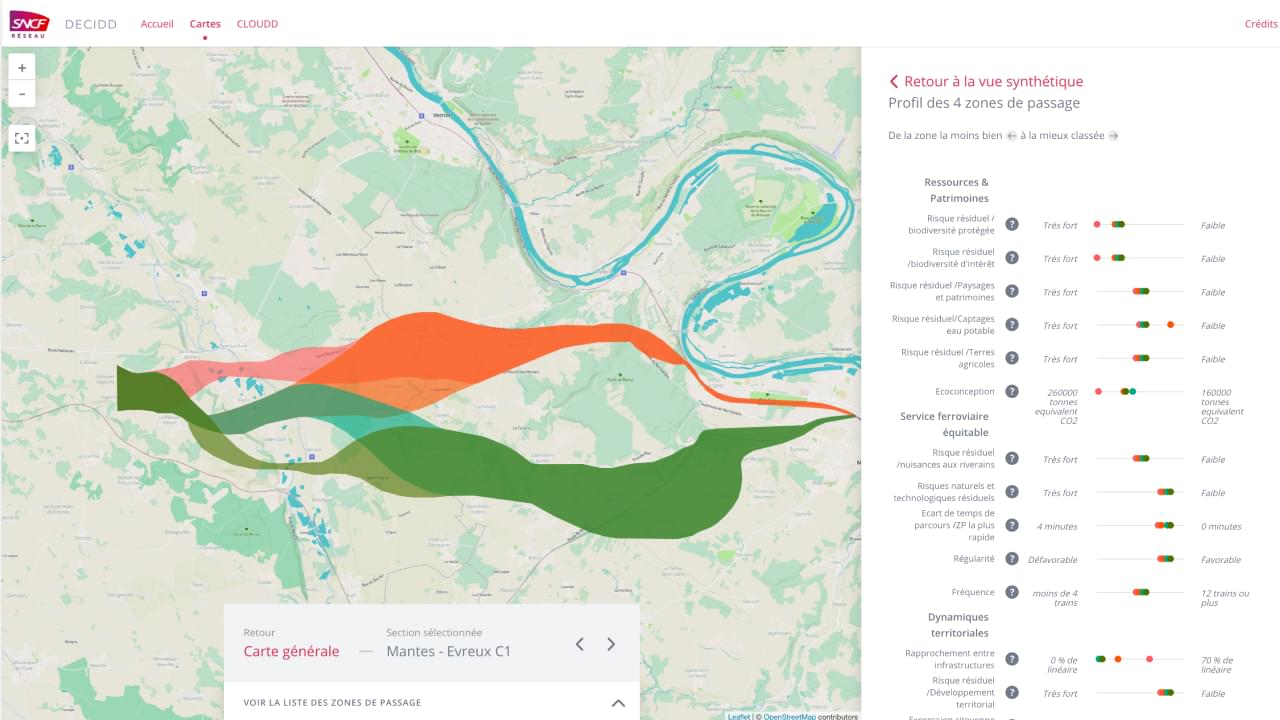 SNCF
RÉSEAU
DECIDD
Accueil
Cartes
CLOUDD
Crédits
+
-
Vernon
Retour à la vue synthétique
Profil des 4 zones de passage
De la zone la moins bien ← à la mieux classée →
Ressources &
Patrimoines
Risque résiduel /
biodiversité protégée
?
Très fort
Faible
Risque résiduel
/biodiversité d'intérêt
?
Très fort
Faible
Risque résiduel /Paysages
et patrimoines
?
Très fort
Faible
Risque résiduel/Captages
eau potable
?
Très fort
Faible
Risque résiduel /Terres
agricoles
?
Très fort
Faible
Ecoconception
?
260000
tonnes
equivalent
CO2
160000
tonnes
equivalent
CO2
Service ferroviaire
équitable
Risque résiduel
/nuisances aux riverains
?
Très fort
Faible
Risques naturels et
technologiques résiduels
?
Très fort
Faible
Ecart de temps de
parcours /ZP la plus
rapide
?
4 minutes
0 minutes
Régularité
?
Défavorable
Favorable
Fréquence
?
moins de 4
trains
12 trains ou
plus
Dynamiques
territoriales
Rapprochement entre
infrastructures
?
0 % de
linéaire
70 % de
linéaire
Risque résiduel
/Développement
territorial
?
Très fort
Faible
Retour
Carte générale
Section sélectionnée
Mantes - Evreux C1
VOIR LA LISTE DES ZONES DE PASSAGE
Leaflet | © OpenStreetMap contributors